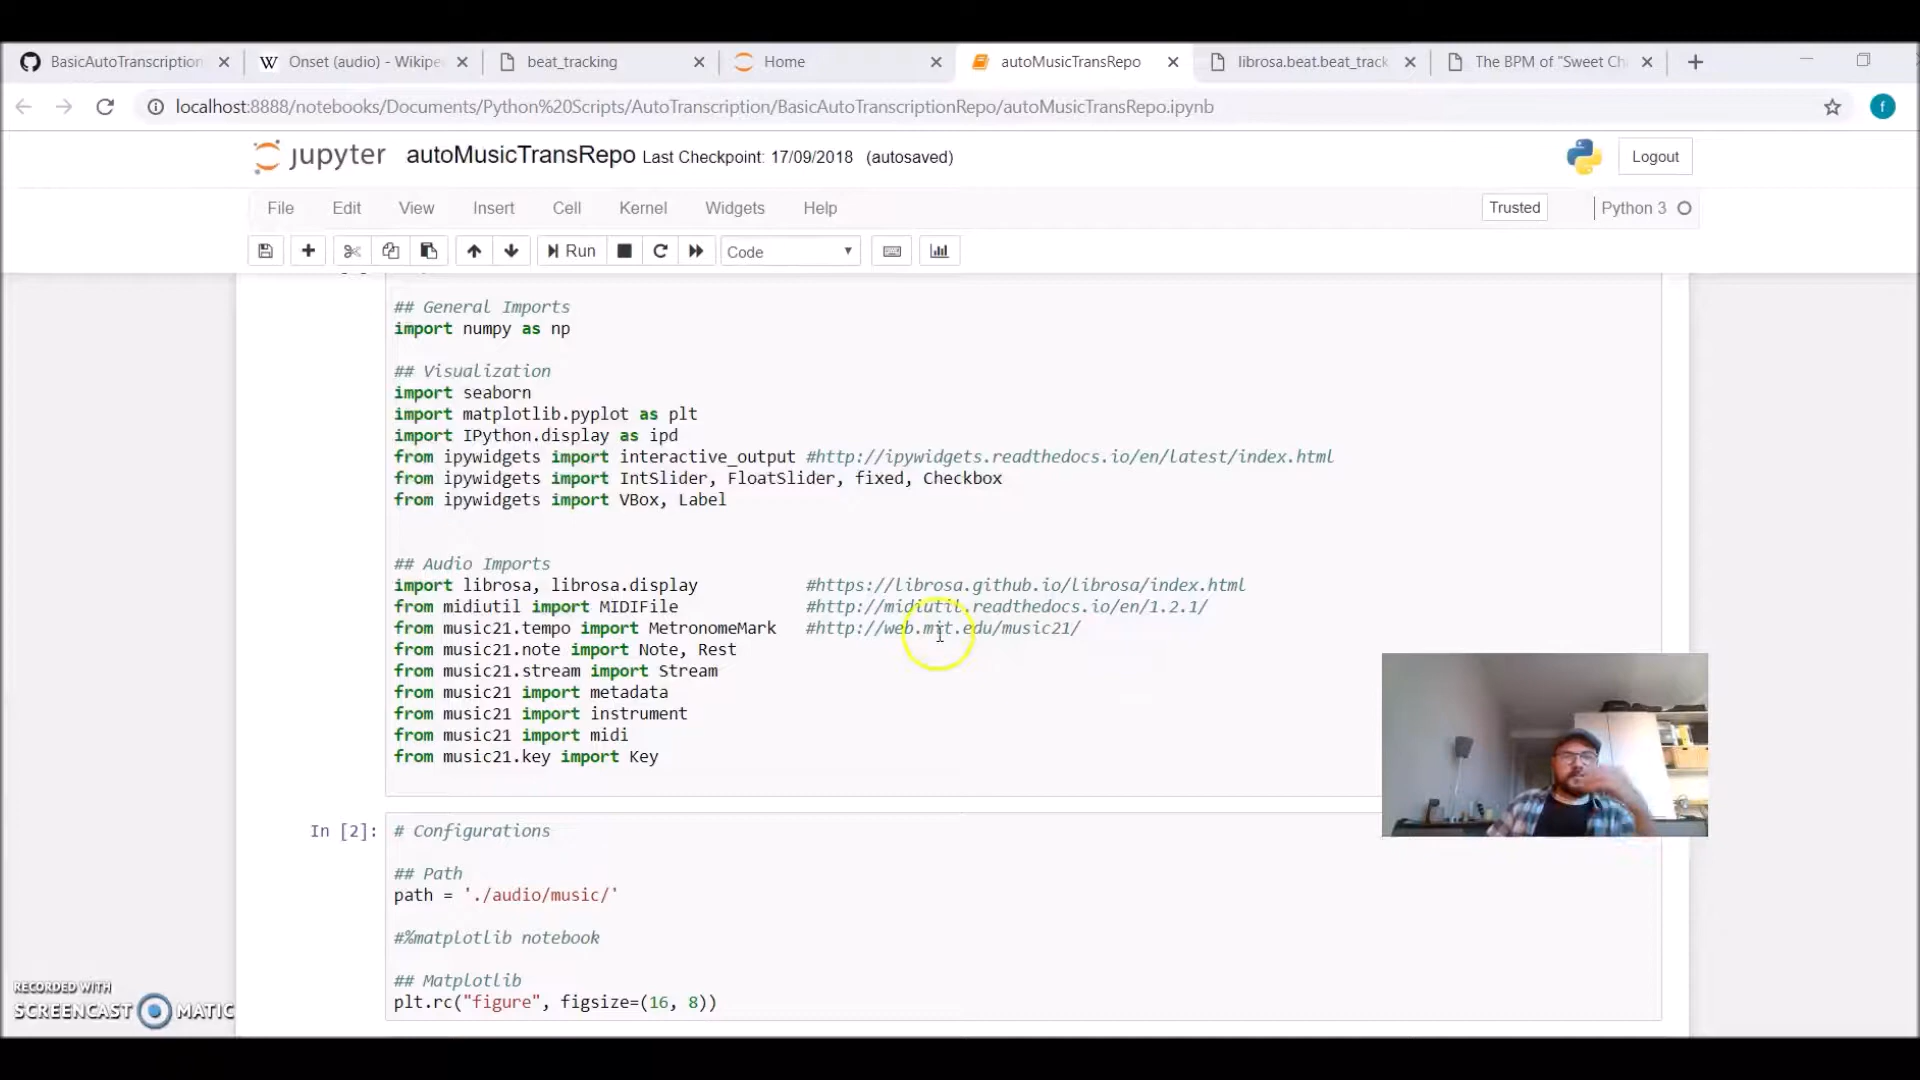 BasicAutoTranscription
W Onset (audio) - Wikipe
beat_tracking
Home
autoMusicTransRepo
librosa.beat.beat_track
The BPM of "Sweet Ch
localhost:8888/notebooks/Documents/Python%20Scripts/AutoTranscription/BasicAutoTranscriptionRepo/autoMusicTransRepo.ipynb
f
jupyter autoMusicTransRepo Last Checkpoint: 17/09/2018 (autosaved)
Logout
File Edit View Insert Cell Kernel Widgets Help
Trusted
Python 3
Run
Code
## General Imports
import numpy as np
## Visualization
import seaborn
import matplotlib.pyplot as plt
import IPython.display as ipd
from ipywidgets import interactive_output #http://ipywidgets.readthedocs.io/en/latest/index.html
from ipywidgets import IntSlider, FloatSlider, fixed, Checkbox
from ipywidgets import VBox, Label
## Audio Imports
import librosa, librosa.display #https://librosa.github.io/librosa/index.html
from midiutil import MIDIFile #http://midiutil.readthedocs.io/en/1.2.1/
from music21.tempo import MetronomeMark #http://web.mit.edu/music21/
from music21.note import Note, Rest
from music21.stream import Stream
from music21 import metadata
from music21 import instrument
from music21 import midi
from music21.key import Key
In [2]: # Configurations
## Path
path = './audio/music/'
#%matplotlib notebook
## Matplotlib
plt.rc("figure", figsize=(16, 8))
RECORDED WITH
SCREENCAST MATIC